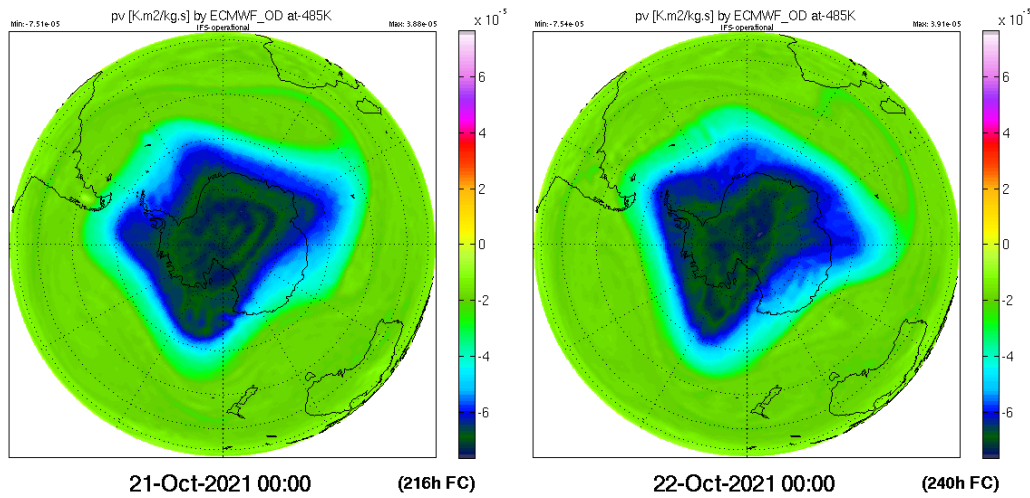 pv [K.m2/kg.s] by ECMWF_OD at-485K
Min: -7.51e-05
IFS-operational
Max: 3.88e-05
x 10^-5
6
4
2
0
-2
-4
-6
21-Oct-2021 00:00
(216h FC)
pv [K.m2/kg.s] by ECMWF_OD at-485K
Min: -7.54e-05
IFS-operational
Max: 3.91e-05
x 10^-5
6
4
2
0
-2
-4
-6
22-Oct-2021 00:00
(240h FC)